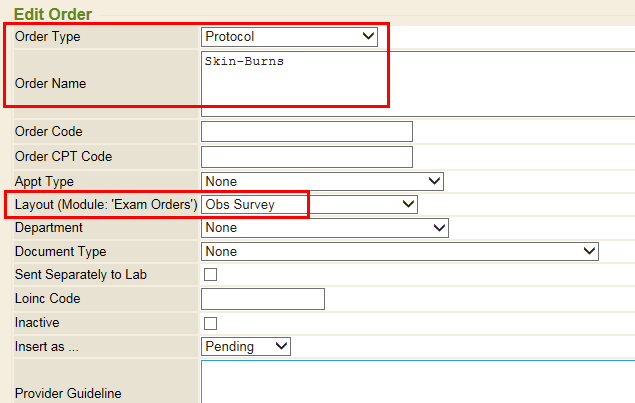 Edit Order
Order Type Protocol
Order Name Skin-Burns
Order Code
Order CPT Code
Appt Type None
Layout (Module: 'Exam Orders') Obs Survey
Department None
Document Type None
Sent Separately to Lab
Loinc Code
Inactive
Insert as ... Pending
Provider Guideline